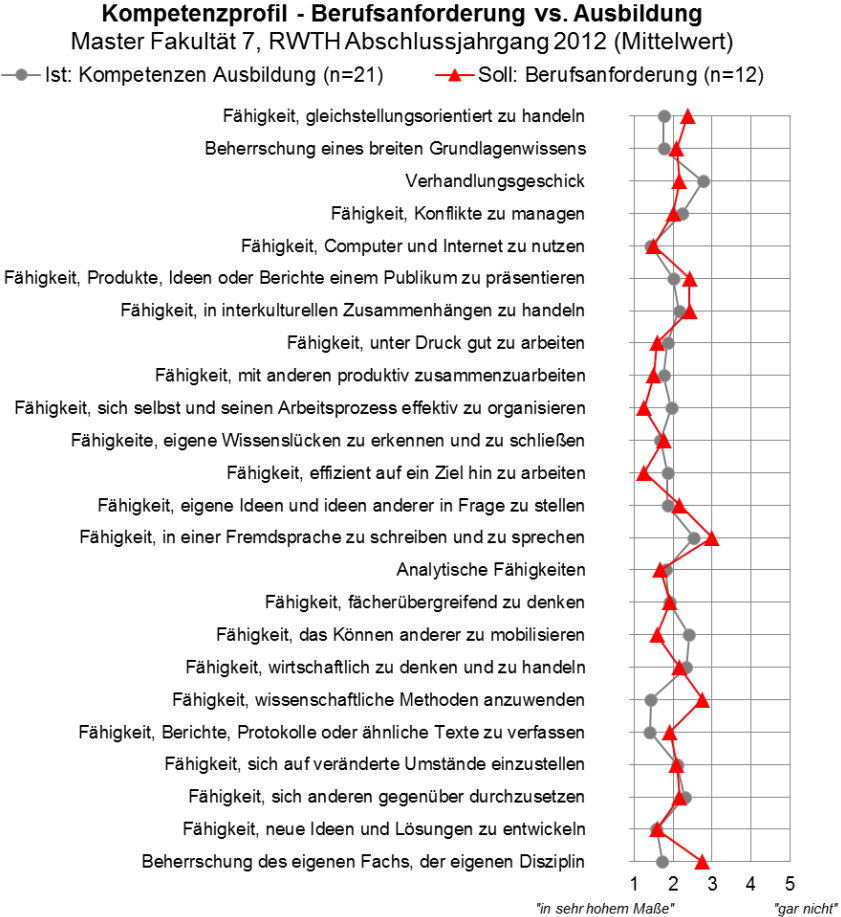 Kompetenzprofil - Berufsanforderung vs. Ausbildung
Master Fakultät 7, RWTH Abschlussjahrgang 2012 (Mittelwert)
Ist: Kompetenzen Ausbildung (n=21) Soll: Berufsanforderung (n=12)
Fähigkeit, gleichstellungsorientiert zu handeln
Beherrschung eines breiten Grundlagenwissens
Verhandlungsgeschick
Fähigkeit, Konflikte zu managen
Fähigkeit, Computer und Internet zu nutzen
Fähigkeit, Produkte, Ideen oder Berichte einem Publikum zu präsentieren
Fähigkeit, in interkulturellen Zusammenhängen zu handeln
Fähigkeit, unter Druck gut zu arbeiten
Fähigkeit, mit anderen produktiv zusammenzuarbeiten
Fähigkeit, sich selbst und seinen Arbeitsprozess effektiv zu organisieren
Fähigkeite, eigene Wissenslücken zu erkennen und zu schließen
Fähigkeit, effizient auf ein Ziel hin zu arbeiten
Fähigkeit, eigene Ideen und ideen anderer in Frage zu stellen
Fähigkeit, in einer Fremdsprache zu schreiben und zu sprechen
Analytische Fähigkeiten
Fähigkeit, fächerübergreifend zu denken
Fähigkeit, das Können anderer zu mobilisieren
Fähigkeit, wirtschaftlich zu denken und zu handeln
Fähigkeit, wissenschaftliche Methoden anzuwenden
Fähigkeit, Berichte, Protokolle oder ähnliche Texte zu verfassen
Fähigkeit, sich auf veränderte Umstände einzustellen
Fähigkeit, sich anderen gegenüber durchzusetzen
Fähigkeit, neue Ideen und Lösungen zu entwickeln
Beherrschung des eigenen Fachs, der eigenen Disziplin
1 2 3 4 5
"in sehr hohem Maße" "gar nicht"